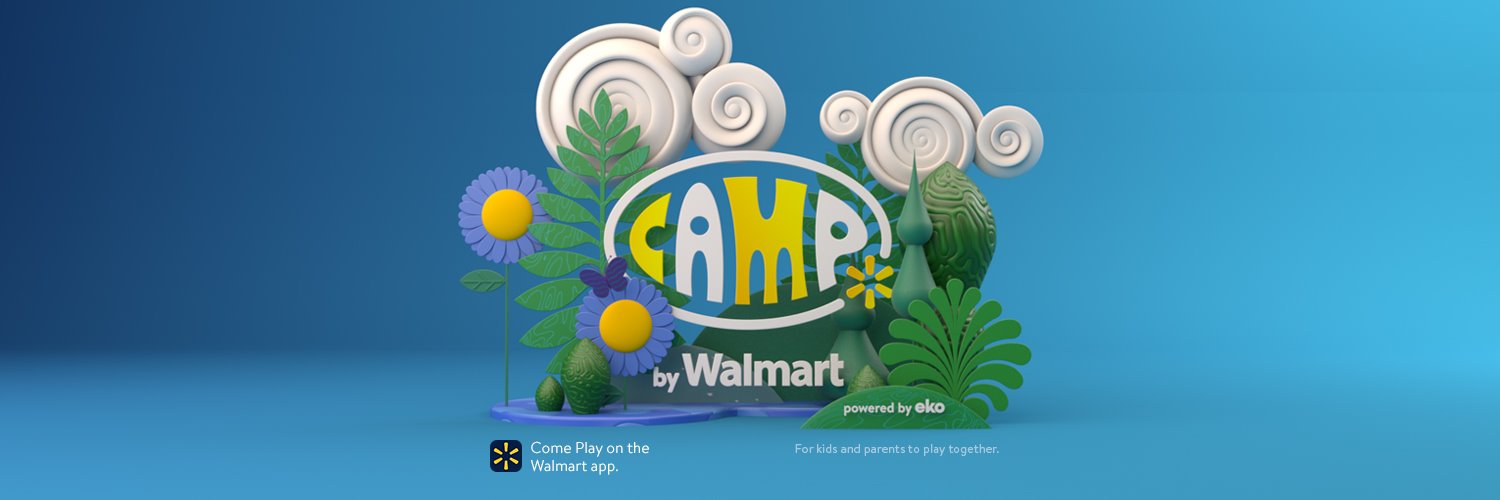 CAMP
by Walmart
powered by eko
Come Play on the
Walmart app.
For kids and parents to play together.